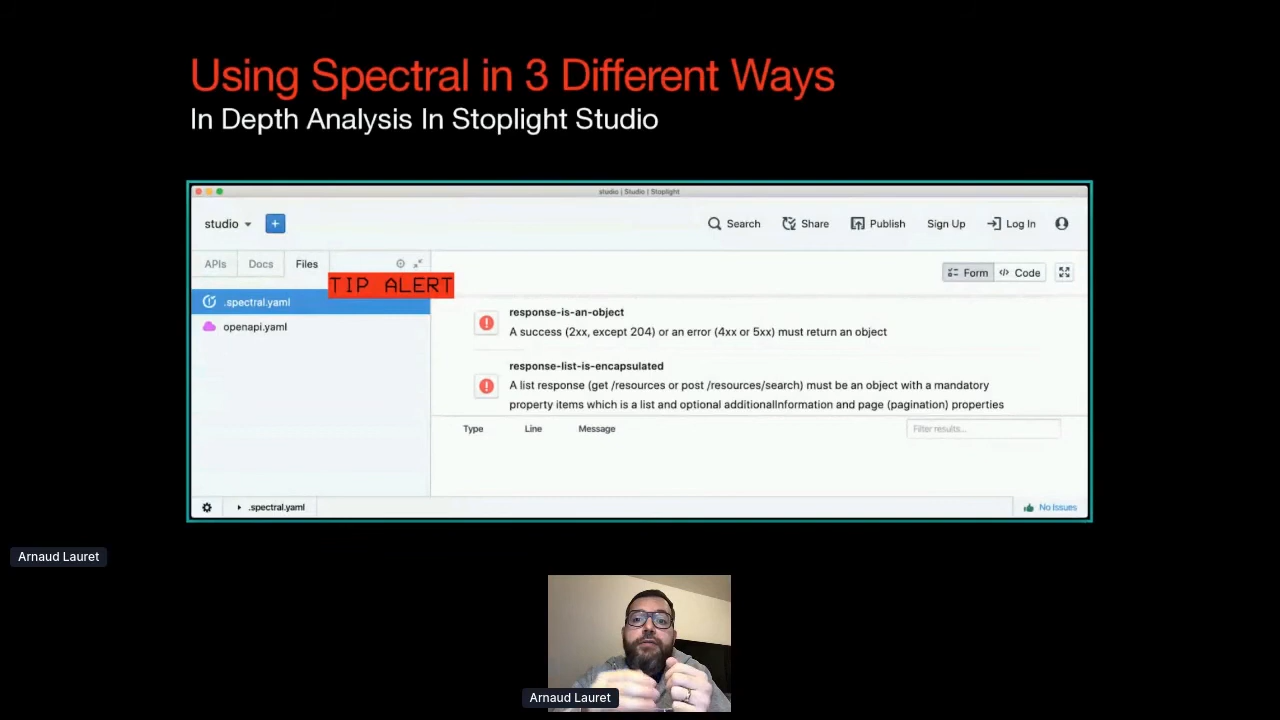 Using Spectral in 3 Different Ways
In Depth Analysis In Stoplight Studio
studio | Studio | Stoplight
studio
Search
Share
Publish
Sign Up
Log In
APIs
Docs
Files
TIP ALERT
Form
Code
.spectral.yaml
openapi.yaml
response-is-an-object
A success (2xx, except 204) or an error (4xx or 5xx) must return an object
response-list-is-encapsulated
A list response (get /resources or post /resources/search) must be an object with a mandatory
property items which is a list and optional additionalInformation and page (pagination) properties
Type
Line
Message
Filter results...
.spectral.yaml
No Issues
Arnaud Lauret
Arnaud Lauret